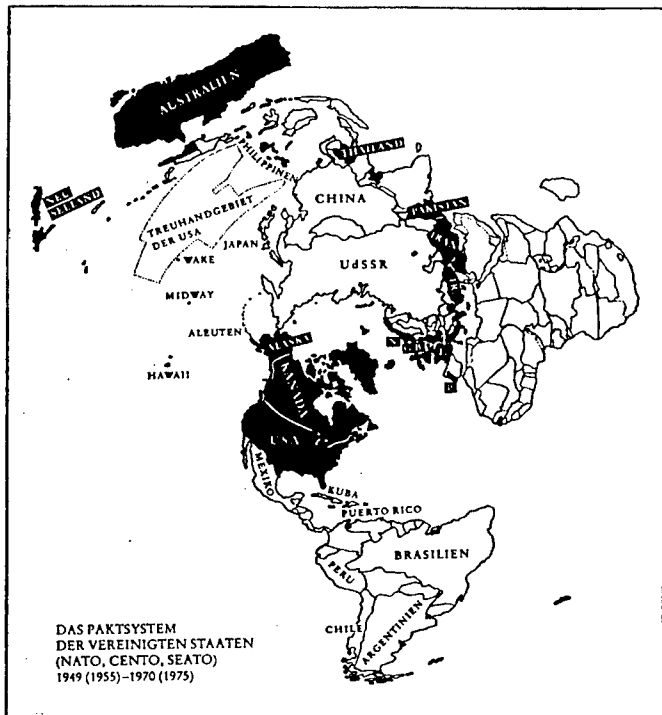 AUSTRALIEN
PHILIPPINEN
THAILAND
NEU
SEELAND
CHINA
PAKISTAN
TREUHANDGEBIET
DER USA
JAPAN
WAKE
UdSSR
MIDWAY
ALEUTEN
ALASKA
HAWAII
KANADA
USA
MEXIKO
KUBA
PUERTO RICO
BRASILIEN
PERU
CHILE
ARGENTINIEN
DAS PAKTSYSTEM
DER VEREINIGTEN STAATEN
(NATO, CENTO, SEATO)
1949 (1955)–1970 (1975)